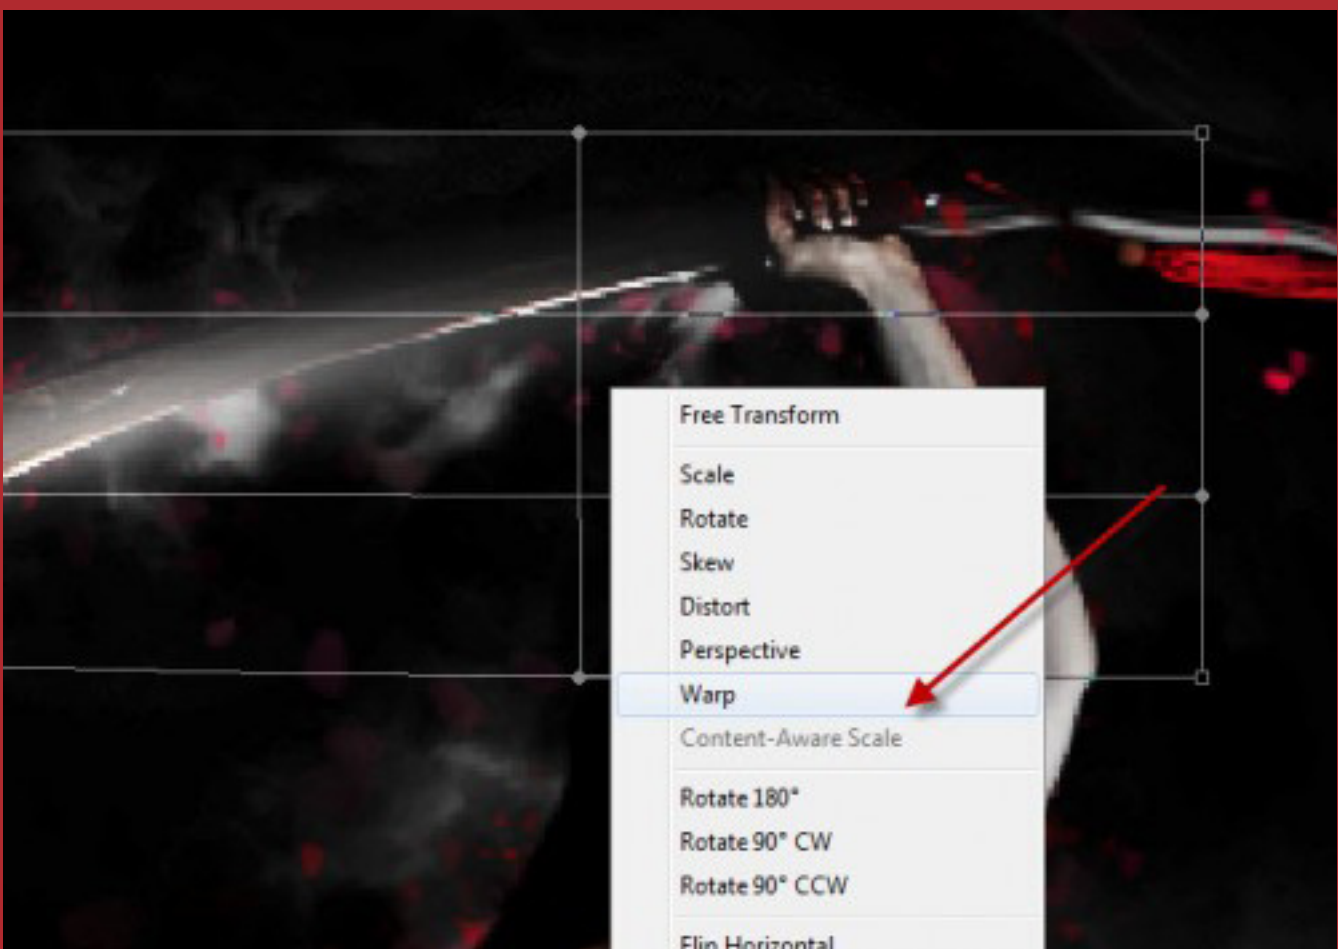 Free Transform
Scale
Rotate
Skew
Distort
Perspective
Warp
Content-Aware Scale
Rotate 180°
Rotate 90° CW
Rotate 90° CCW
Flip Horizontal